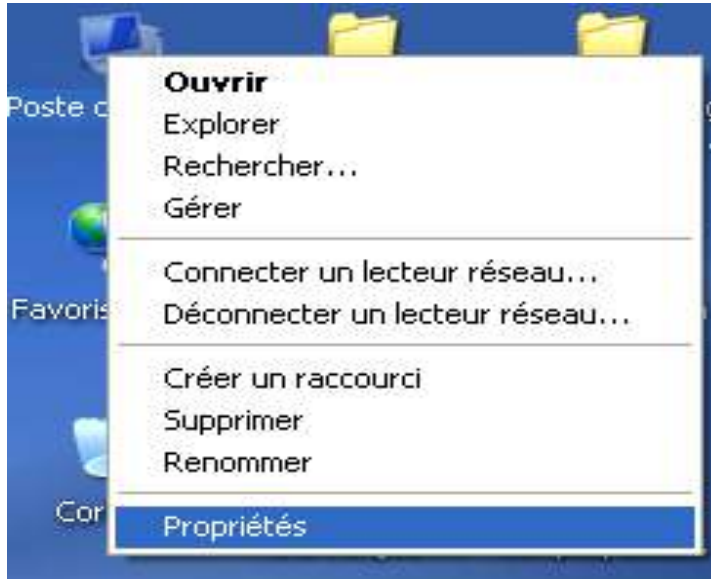 Poste
Ouvrir
Explorer
Rechercher...
Gérer
Favoris
Connecter un lecteur réseau...
Déconnecter un lecteur réseau...
Créer un raccourci
Supprimer
Renommer
Propriétés